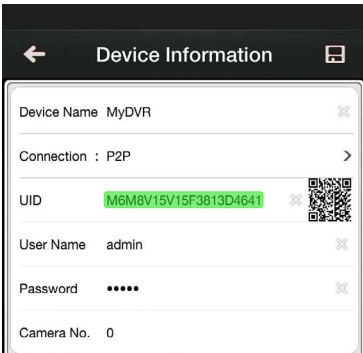 Device Information
Device Name MyDVR
Connection : P2P
UID M6M8V15V15F3813D4641
User Name admin
Password •••••
Camera No. 0